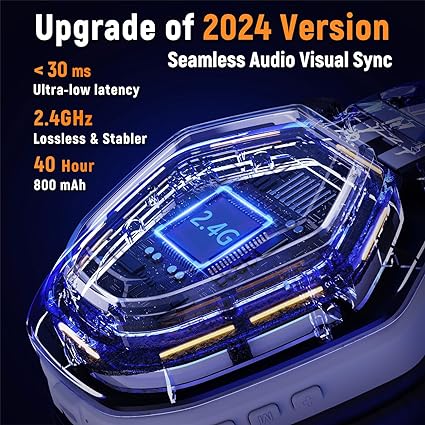 Upgrade of 2024 Version
Seamless Audio Visual Sync
< 30 ms
Ultra-low latency
2.4GHz
Lossless & Stabler
40 Hour
800 mAh
2.4G
M
+